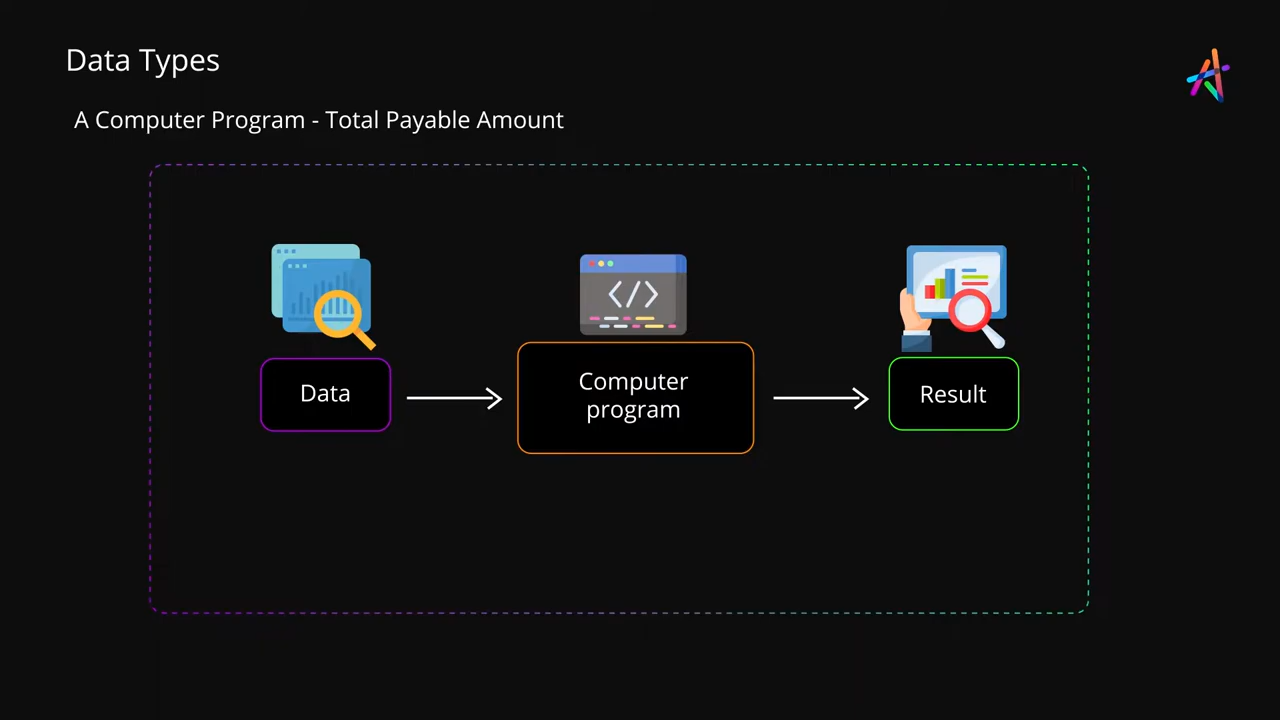 Data Types
A Computer Program - Total Payable Amount
</>
Data
Computer
program
Result